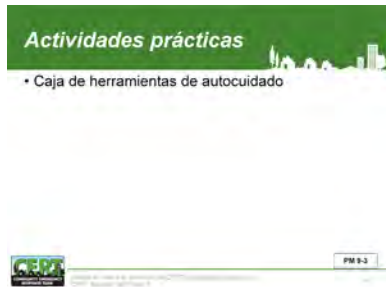 Actividades prácticas
• Caja de herramientas de autocuidado
PM 9-3
CERT